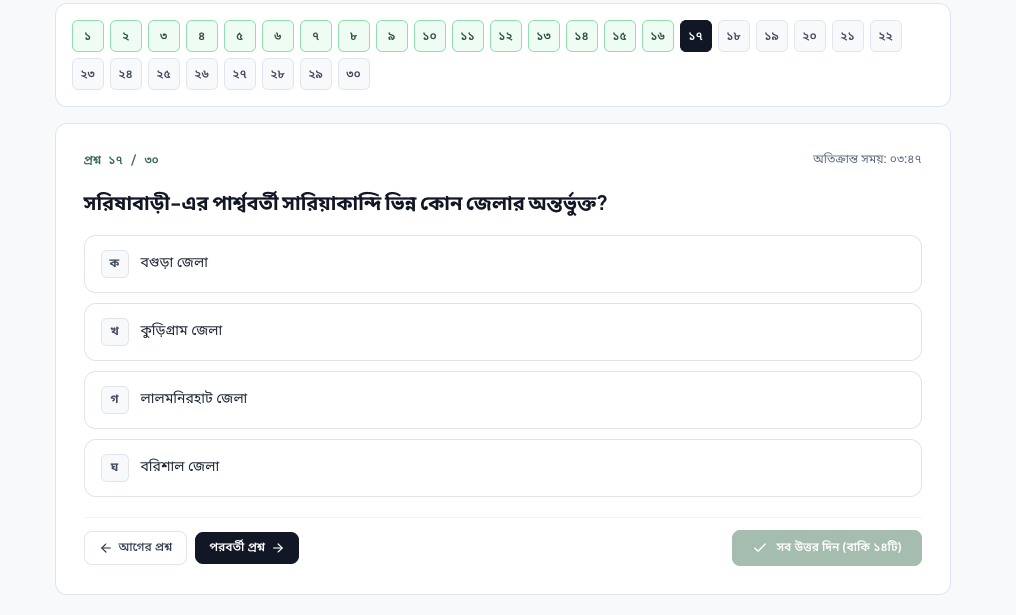 ১ ২ ৩ ৪ ৫ ৬ ৭ ৮ ৯ ১০ ১১ ১২ ১৩ ১৪ ১৫ ১৬ ১৭ ১৮ ১৯ ২০ ২১ ২২
২৩ ২৪ ২৫ ২৬ ২৭ ২৮ ২৯ ৩০
প্রশ্ন ১৭ / ৩০ অতিক্রান্ত সময়: ০৩:৪৭
সরিষাবাড়ী-এর পার্শ্ববর্তী সারিয়াকান্দি ভিন্ন কোন জেলার অন্তর্ভুক্ত?
ক বগুড়া জেলা
খ কুড়িগ্রাম জেলা
গ লালমনিরহাট জেলা
ঘ বরিশাল জেলা
← আগের প্রশ্ন পরবর্তী প্রশ্ন → ✓ সব উত্তর দিন (বাকি ১৪টি)